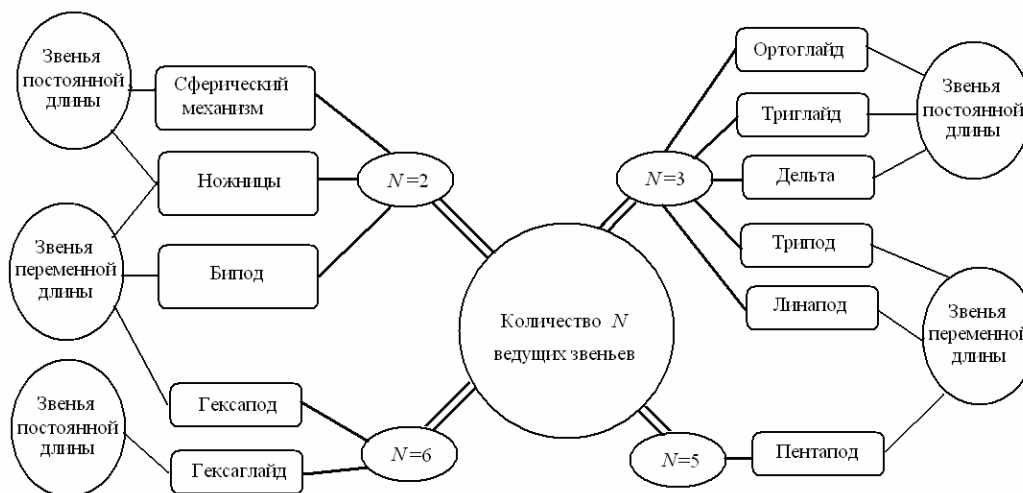 Звенья
постоянной
длины
Сферический
механизм
Ножницы
Звенья
переменной
длины
Бипод
Звенья
постоянной
длины
Гексапод
Гексаглайд
N=2
N=6
Количество N
ведущих звеньев
N=3
N=5
Ортоглайд
Триглайд
Дельта
Трипод
Линапод
Пентапод
Звенья
постоянной
длины
Звенья
переменной
длины